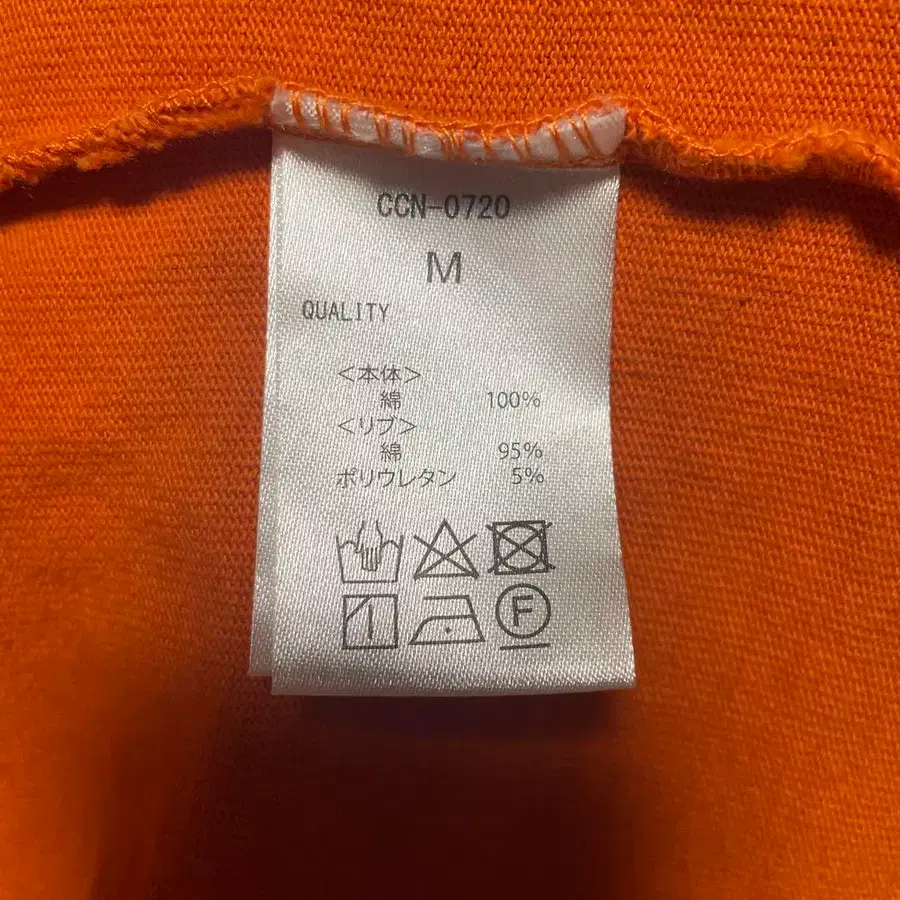 CCN-0720
M
QUALITY
＜本体＞
綿 100%
＜リブ＞
綿 95%
ポリウレタン 5%
F